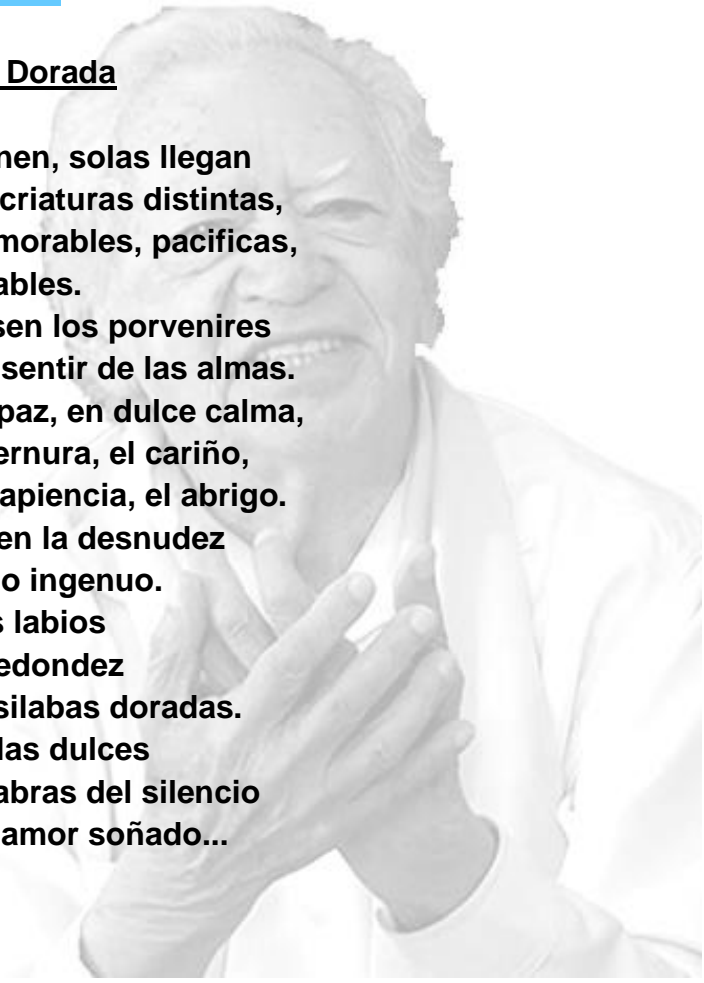 Dorada
nen, solas llegan
criaturas distintas,
morables, pacificas,
ables.
sen los porvenires
sentir de las almas.
paz, en dulce calma,
ernura, el cariño,
apiencia, el abrigo.
en la desnudez
o ingenuo.
s labios
edondez
silabas doradas.
las dulces
abras del silencio
amor soñado...